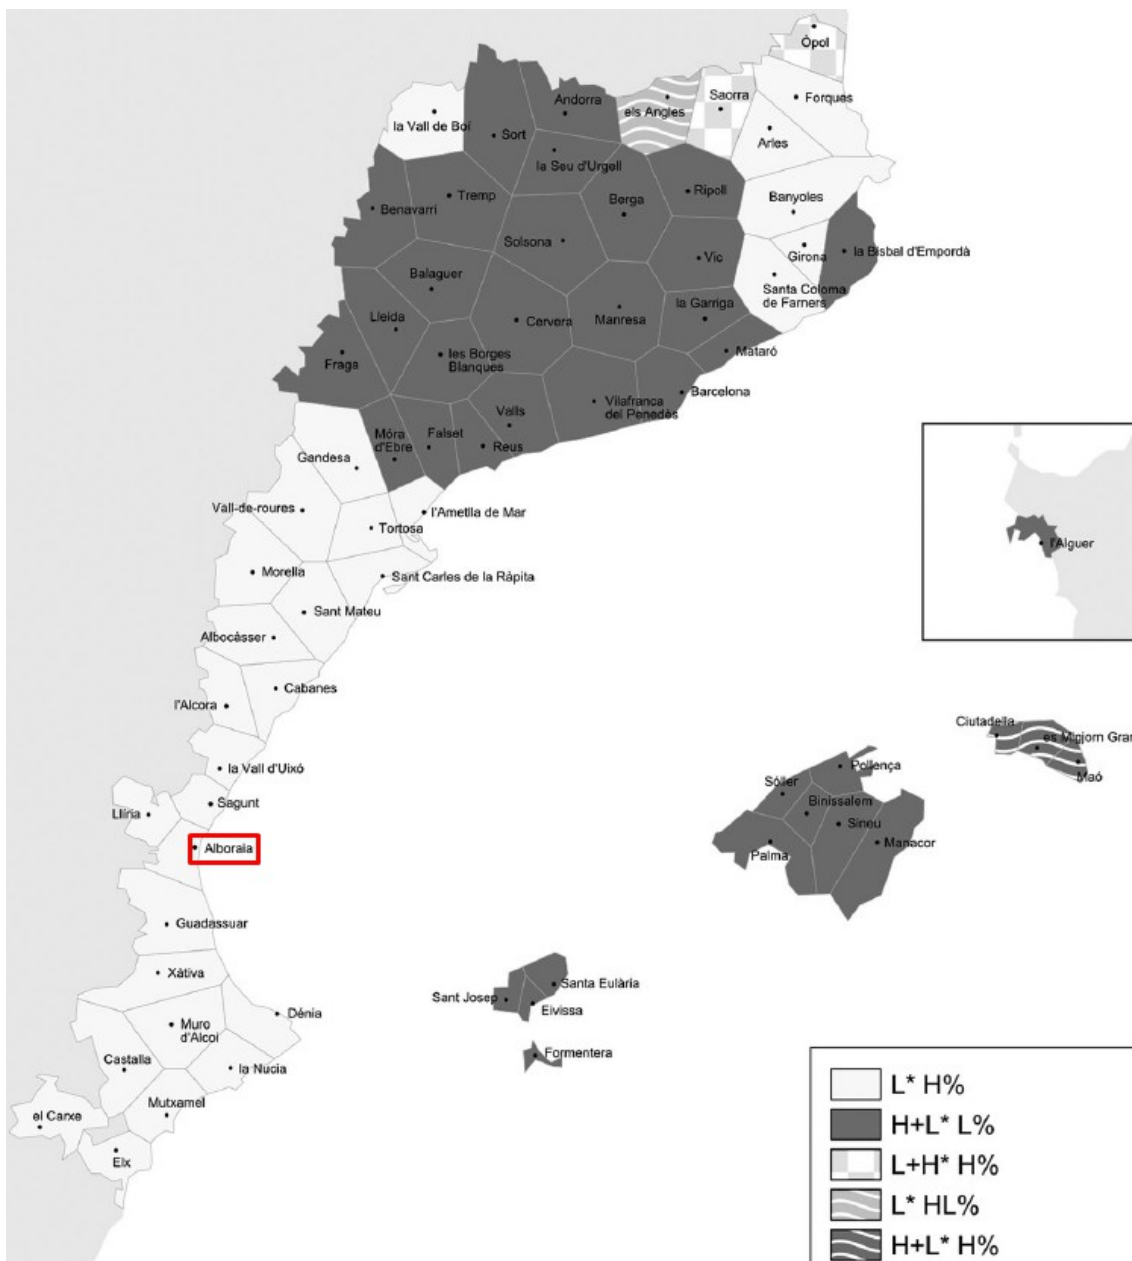 Òpol
Forques
Saorra
els Angles
Andorra
la Vall de Boí
Sort
Arles
la Seu d'Urgell
Ripoll
Banyoles
Tremp
Berga
Benavarri
Solsona
Girona
la Bisbal d'Empordà
Vic
Balaguer
Santa Coloma
de Farners
la Garriga
Lleida
Cervera
Manresa
Mataró
les Borges
Blanques
Fraga
Barcelona
Vilafranca
del Penedès
Valls
Móra
d'Ebre
Falset
Reus
Gandesa
Vall-de-roures
l'Ametlla de Mar
Tortosa
l'Alguer
Morella
Sant Carles de la Ràpita
Sant Mateu
Albocàsser
Cabanes
l'Alcora
Ciutadella
es Migjorn Gran
Maó
la Vall d'Uixó
Pollença
Sóller
Sagunt
Binissalem
Llíria
Sineu
Alboraia
Manacor
Palma
Guadassuar
Xàtiva
Santa Eulària
Sant Josep
Eivissa
Dénia
Muro
d'Alcoi
Formentera
Castalla
la Nucia
el Carxe
Mutxamel
Elx
L* H%
H+L* L%
L+H* H%
L* HL%
H+L* H%